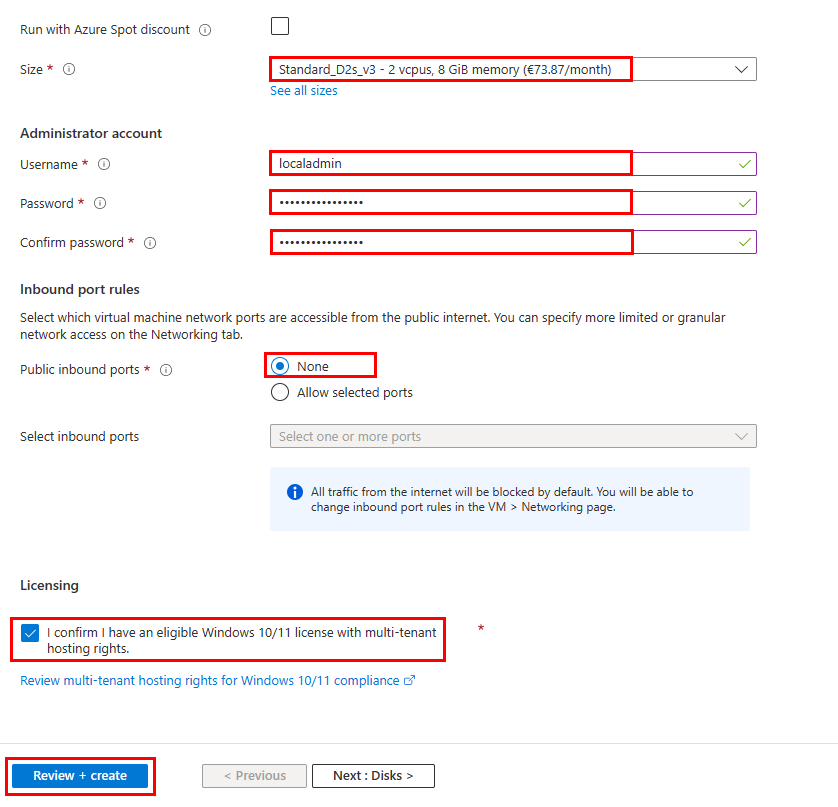 Run with Azure Spot discount
Size *
Standard_D2s_v3 - 2 vcpus, 8 GiB memory (€73.87/month)
See all sizes
Administrator account
Username *
localadmin
Password *
••••••••••••••••
Confirm password *
••••••••••••••••
Inbound port rules
Select which virtual machine network ports are accessible from the public internet. You can specify more limited or granular
network access on the Networking tab.
Public inbound ports *
None
Allow selected ports
Select inbound ports
Select one or more ports
All traffic from the internet will be blocked by default. You will be able to
change inbound port rules in the VM > Networking page.
Licensing
I confirm I have an eligible Windows 10/11 license with multi-tenant
hosting rights.
*
Review multi-tenant hosting rights for Windows 10/11 compliance
Review + create
< Previous
Next : Disks >